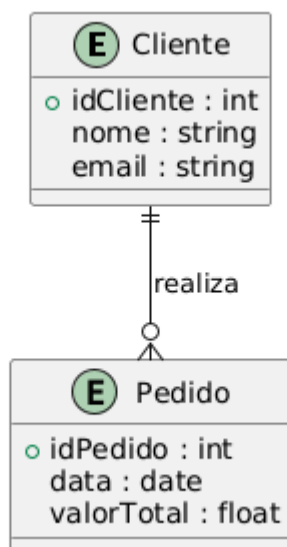 E Cliente
idCliente : int
nome : string
email : string
realiza
E Pedido
idPedido : int
data : date
valorTotal : float